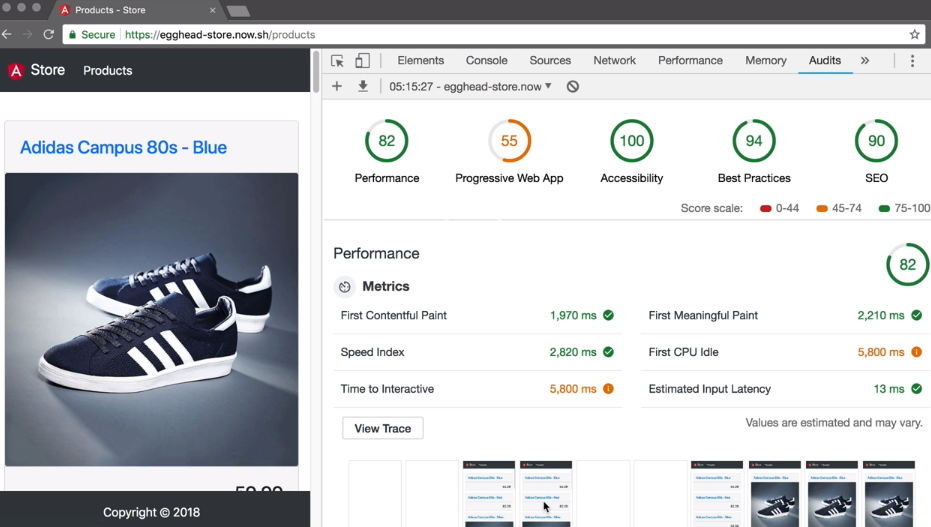 Products - Store
Secure https://egghead-store.now.sh/products
Store Products
Elements Console Sources Network Performance Memory Audits
05:15:27 - egghead-store.now
Adidas Campus 80s - Blue
82 55 100 94 90
Performance Progressive Web App Accessibility Best Practices SEO
Score scale: 0-44 45-74 75-100
Performance
82
Metrics
First Contentful Paint 1,970 ms First Meaningful Paint 2,210 ms
Speed Index 2,820 ms First CPU Idle 5,800 ms
Time to Interactive 5,800 ms Estimated Input Latency 13 ms
View Trace
Values are estimated and may vary.
Copyright © 2018